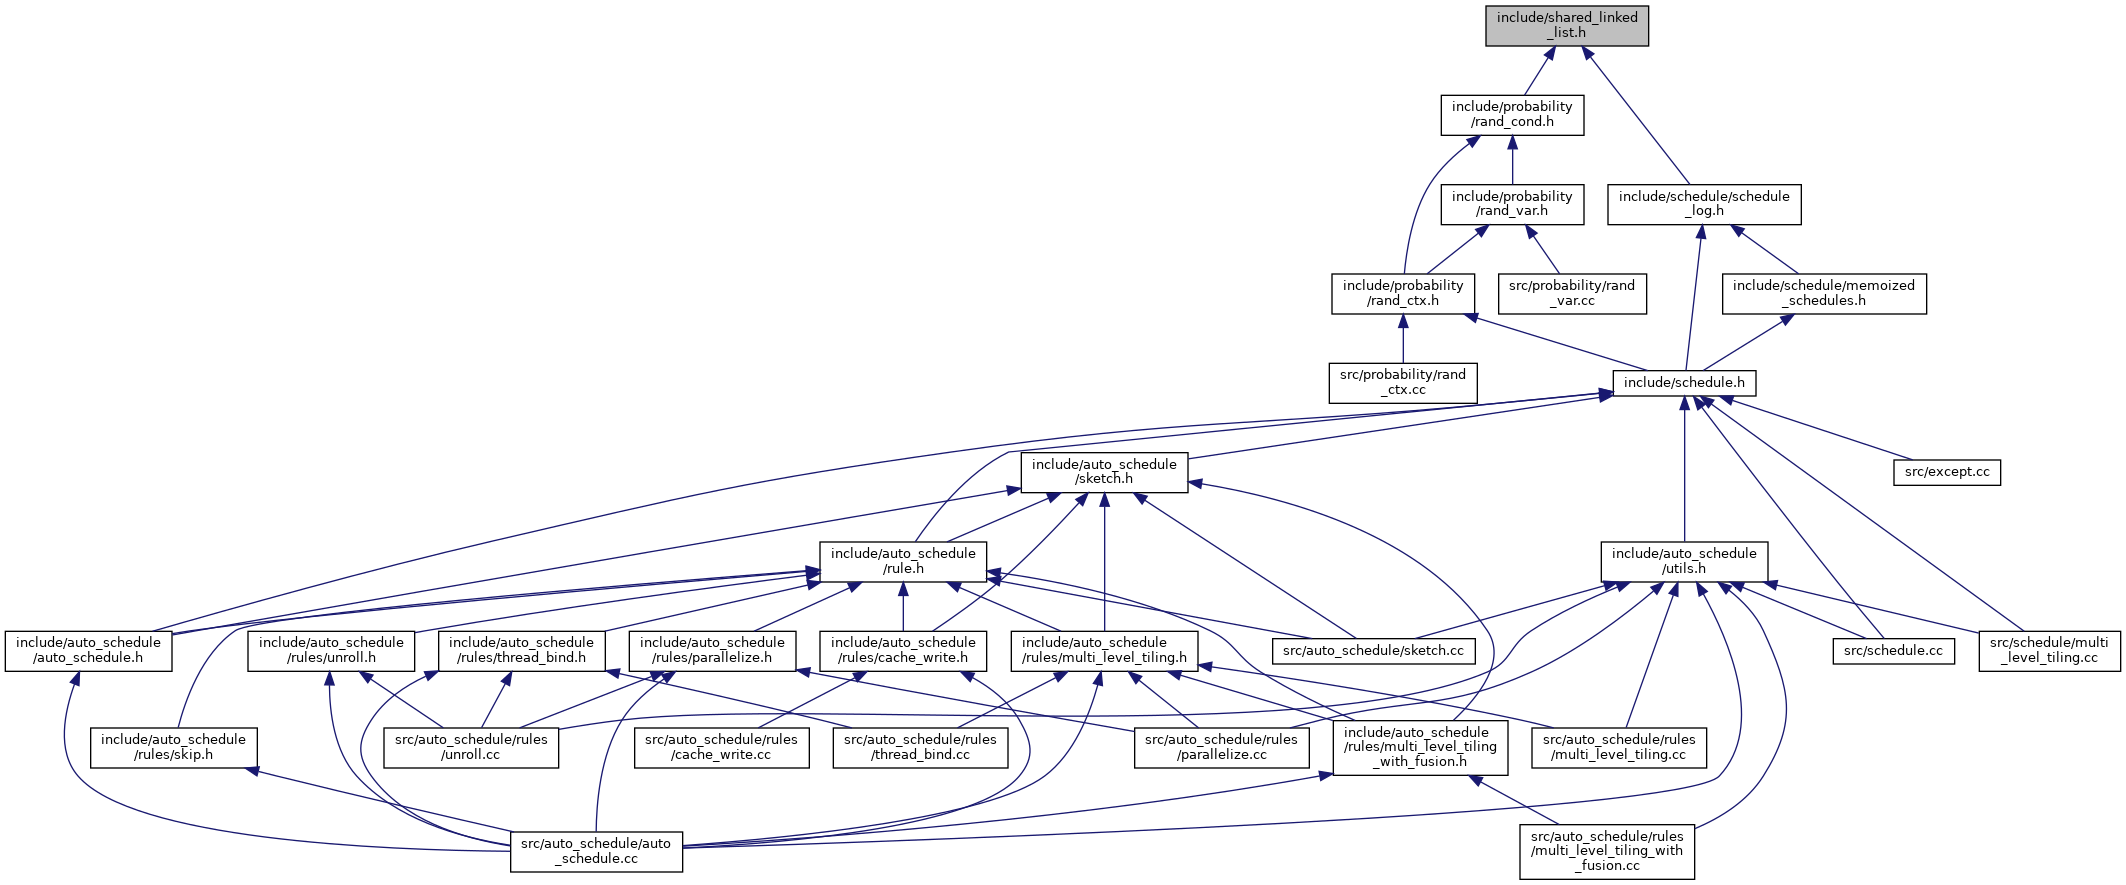 include/shared_linked
_list.h
include/probability
/rand_cond.h
include/probability
/rand_var.h
include/schedule/schedule
_log.h
include/probability
/rand_ctx.h
src/probability/rand
_var.cc
include/schedule/memoized
_schedules.h
src/probability/rand
_ctx.cc
include/schedule.h
include/auto_schedule
/sketch.h
src/except.cc
include/auto_schedule
/rule.h
include/auto_schedule
/utils.h
include/auto_schedule
/auto_schedule.h
include/auto_schedule
/rules/unroll.h
include/auto_schedule
/rules/thread_bind.h
include/auto_schedule
/rules/parallelize.h
include/auto_schedule
/rules/cache_write.h
include/auto_schedule
/rules/multi_level_tiling.h
src/auto_schedule/sketch.cc
src/schedule.cc
src/schedule/multi
_level_tiling.cc
include/auto_schedule
/rules/skip.h
src/auto_schedule/rules
/unroll.cc
src/auto_schedule/rules
/cache_write.cc
src/auto_schedule/rules
/thread_bind.cc
src/auto_schedule/rules
/parallelize.cc
include/auto_schedule
/rules/multi_level_tiling
_with_fusion.h
src/auto_schedule/rules
/multi_level_tiling.cc
src/auto_schedule/auto
_schedule.cc
src/auto_schedule/rules
/multi_level_tiling_with
_fusion.cc